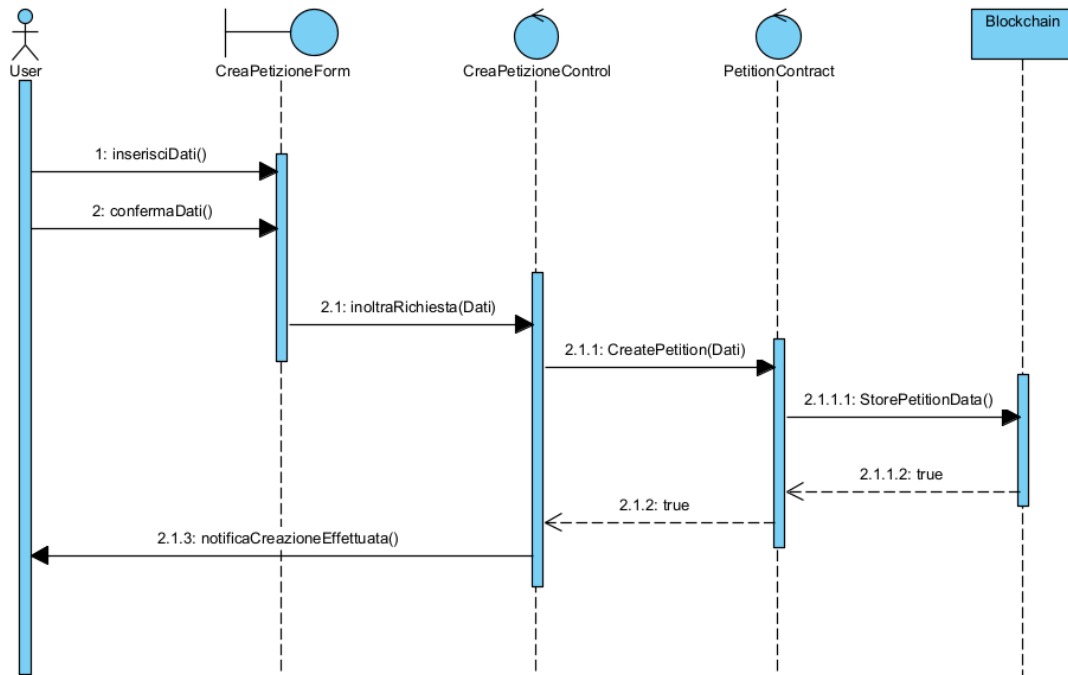 User
CreaPetizioneForm
CreaPetizioneControl
PetitionContract
Blockchain
1: inserisciDati()
2: confermaDati()
2.1: inoltraRichiesta(Dati)
2.1.1: CreatePetition(Dati)
2.1.1.1: StorePetitionData()
2.1.1.2: true
2.1.2: true
2.1.3: notificaCreazioneEffettuata()